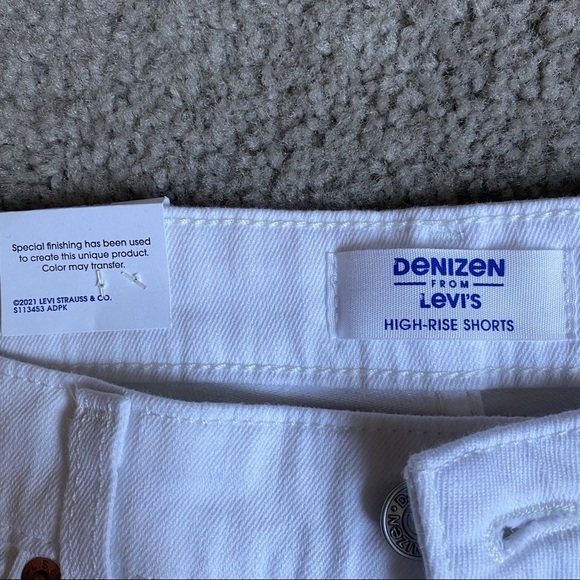 Special finishing has been used
to create this unique product.
Color may transfer.
©2021 LEVI STRAUSS & CO.
S113453 ADPK
DENIZEN
FROM
LEVI'S
HIGH-RISE SHORTS